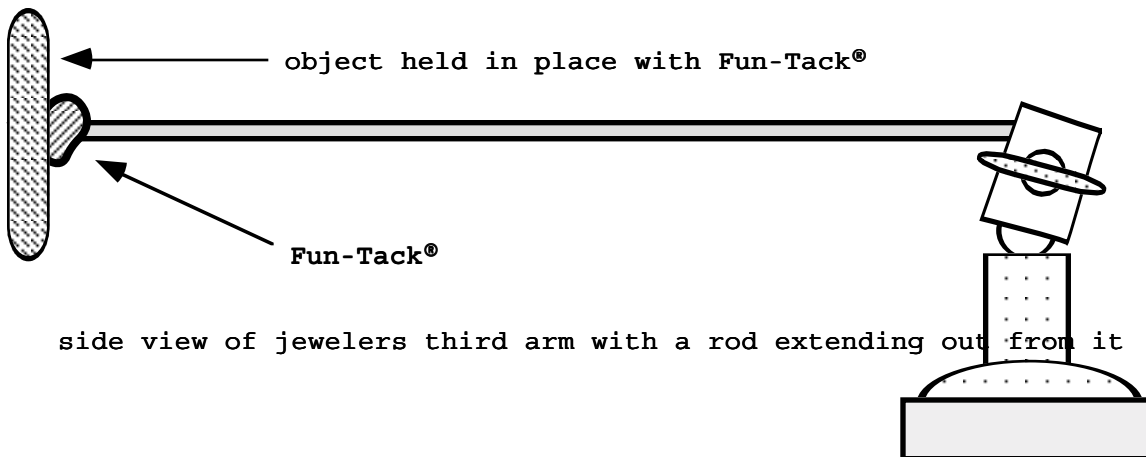 object held in place with Fun-Tack®
Fun-Tack®
side view of jewelers third arm with a rod extending out from it